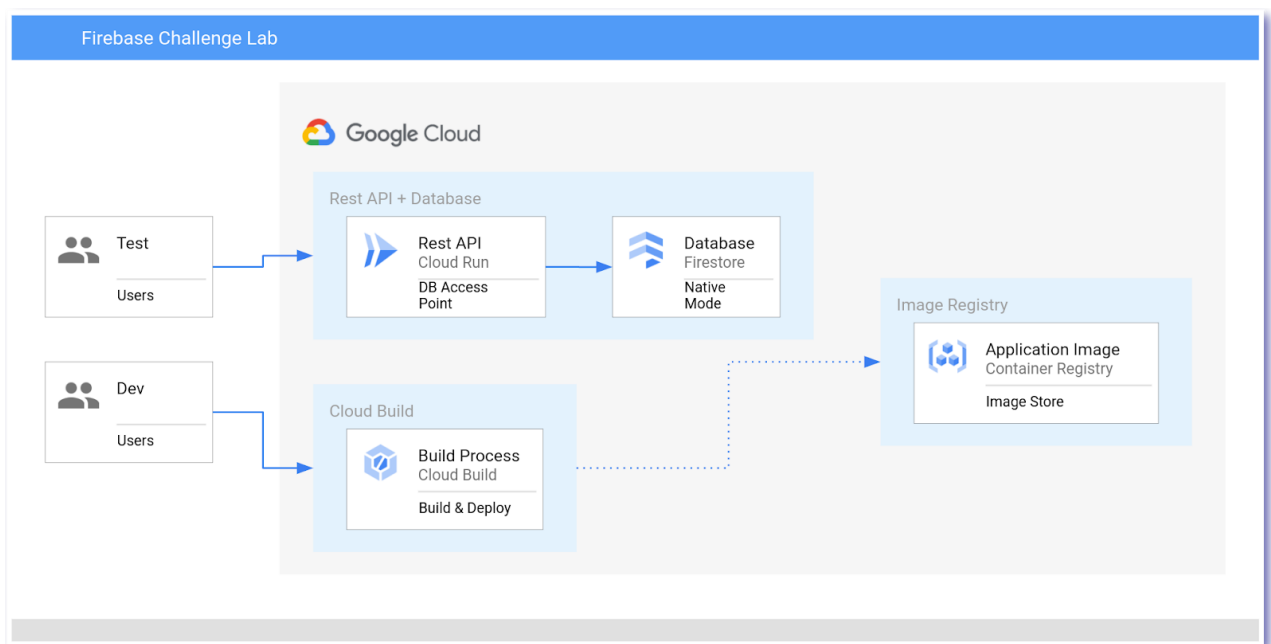 Firebase Challenge Lab
Google Cloud
Rest API + Database
Test
Users
Rest API
Cloud Run
DB Access
Point
Database
Firestore
Native
Mode
Image Registry
Application Image
Container Registry
Image Store
Dev
Users
Cloud Build
Build Process
Cloud Build
Build & Deploy